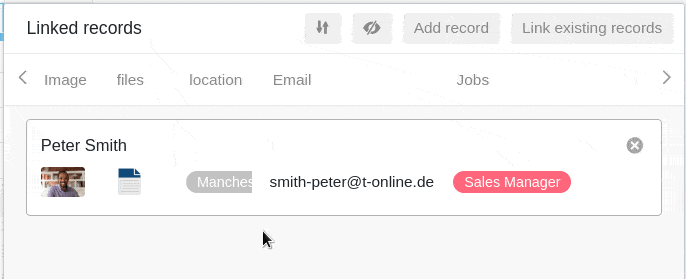 Linked records
Add record
Link existing records
Image
files
location
Email
Jobs
Peter Smith
Manches
smith-peter@t-online.de
Sales Manager